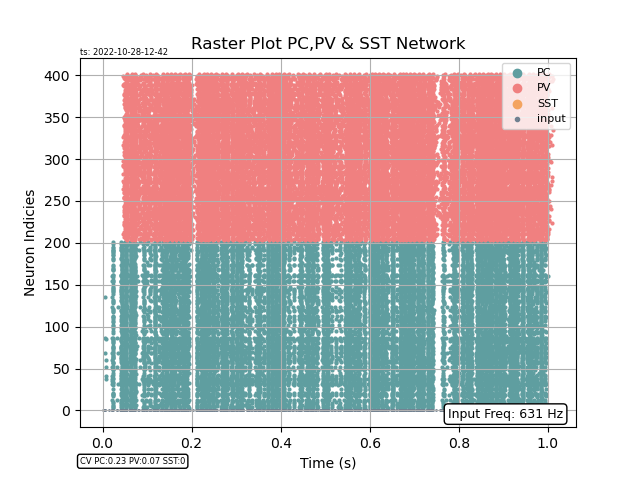 ts: 2022-10-28-12-42
Raster Plot PC,PV & SST Network
PC
PV
SST
input
400
350
300
250
200
150
100
50
0
Neuron Indicies
Input Freq: 631 Hz
0.0 0.2 0.4 0.6 0.8 1.0
CV PC:0.23 PV:0.07 SST:0
Time (s)